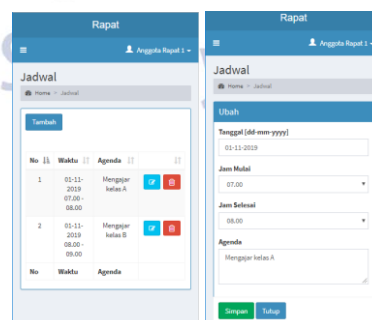 Rapat
Anggota Rapat 1
Jadwal
Home > Jadwal
Tambah
No Waktu Agenda
1 01-11-2019 07.00 - 08.00 Mengajar kelas A
2 01-11-2019 08.00 - 09.00 Mengajar kelas B
No Waktu Agenda
Rapat
Anggota Rapat 1
Jadwal
Home > Jadwal
Ubah
Tanggal [dd-mm-yyyy]
01-11-2019
Jam Mulai
07.00
Jam Selesai
08.00
Agenda
Mengajar kelas A
Simpan Tutup